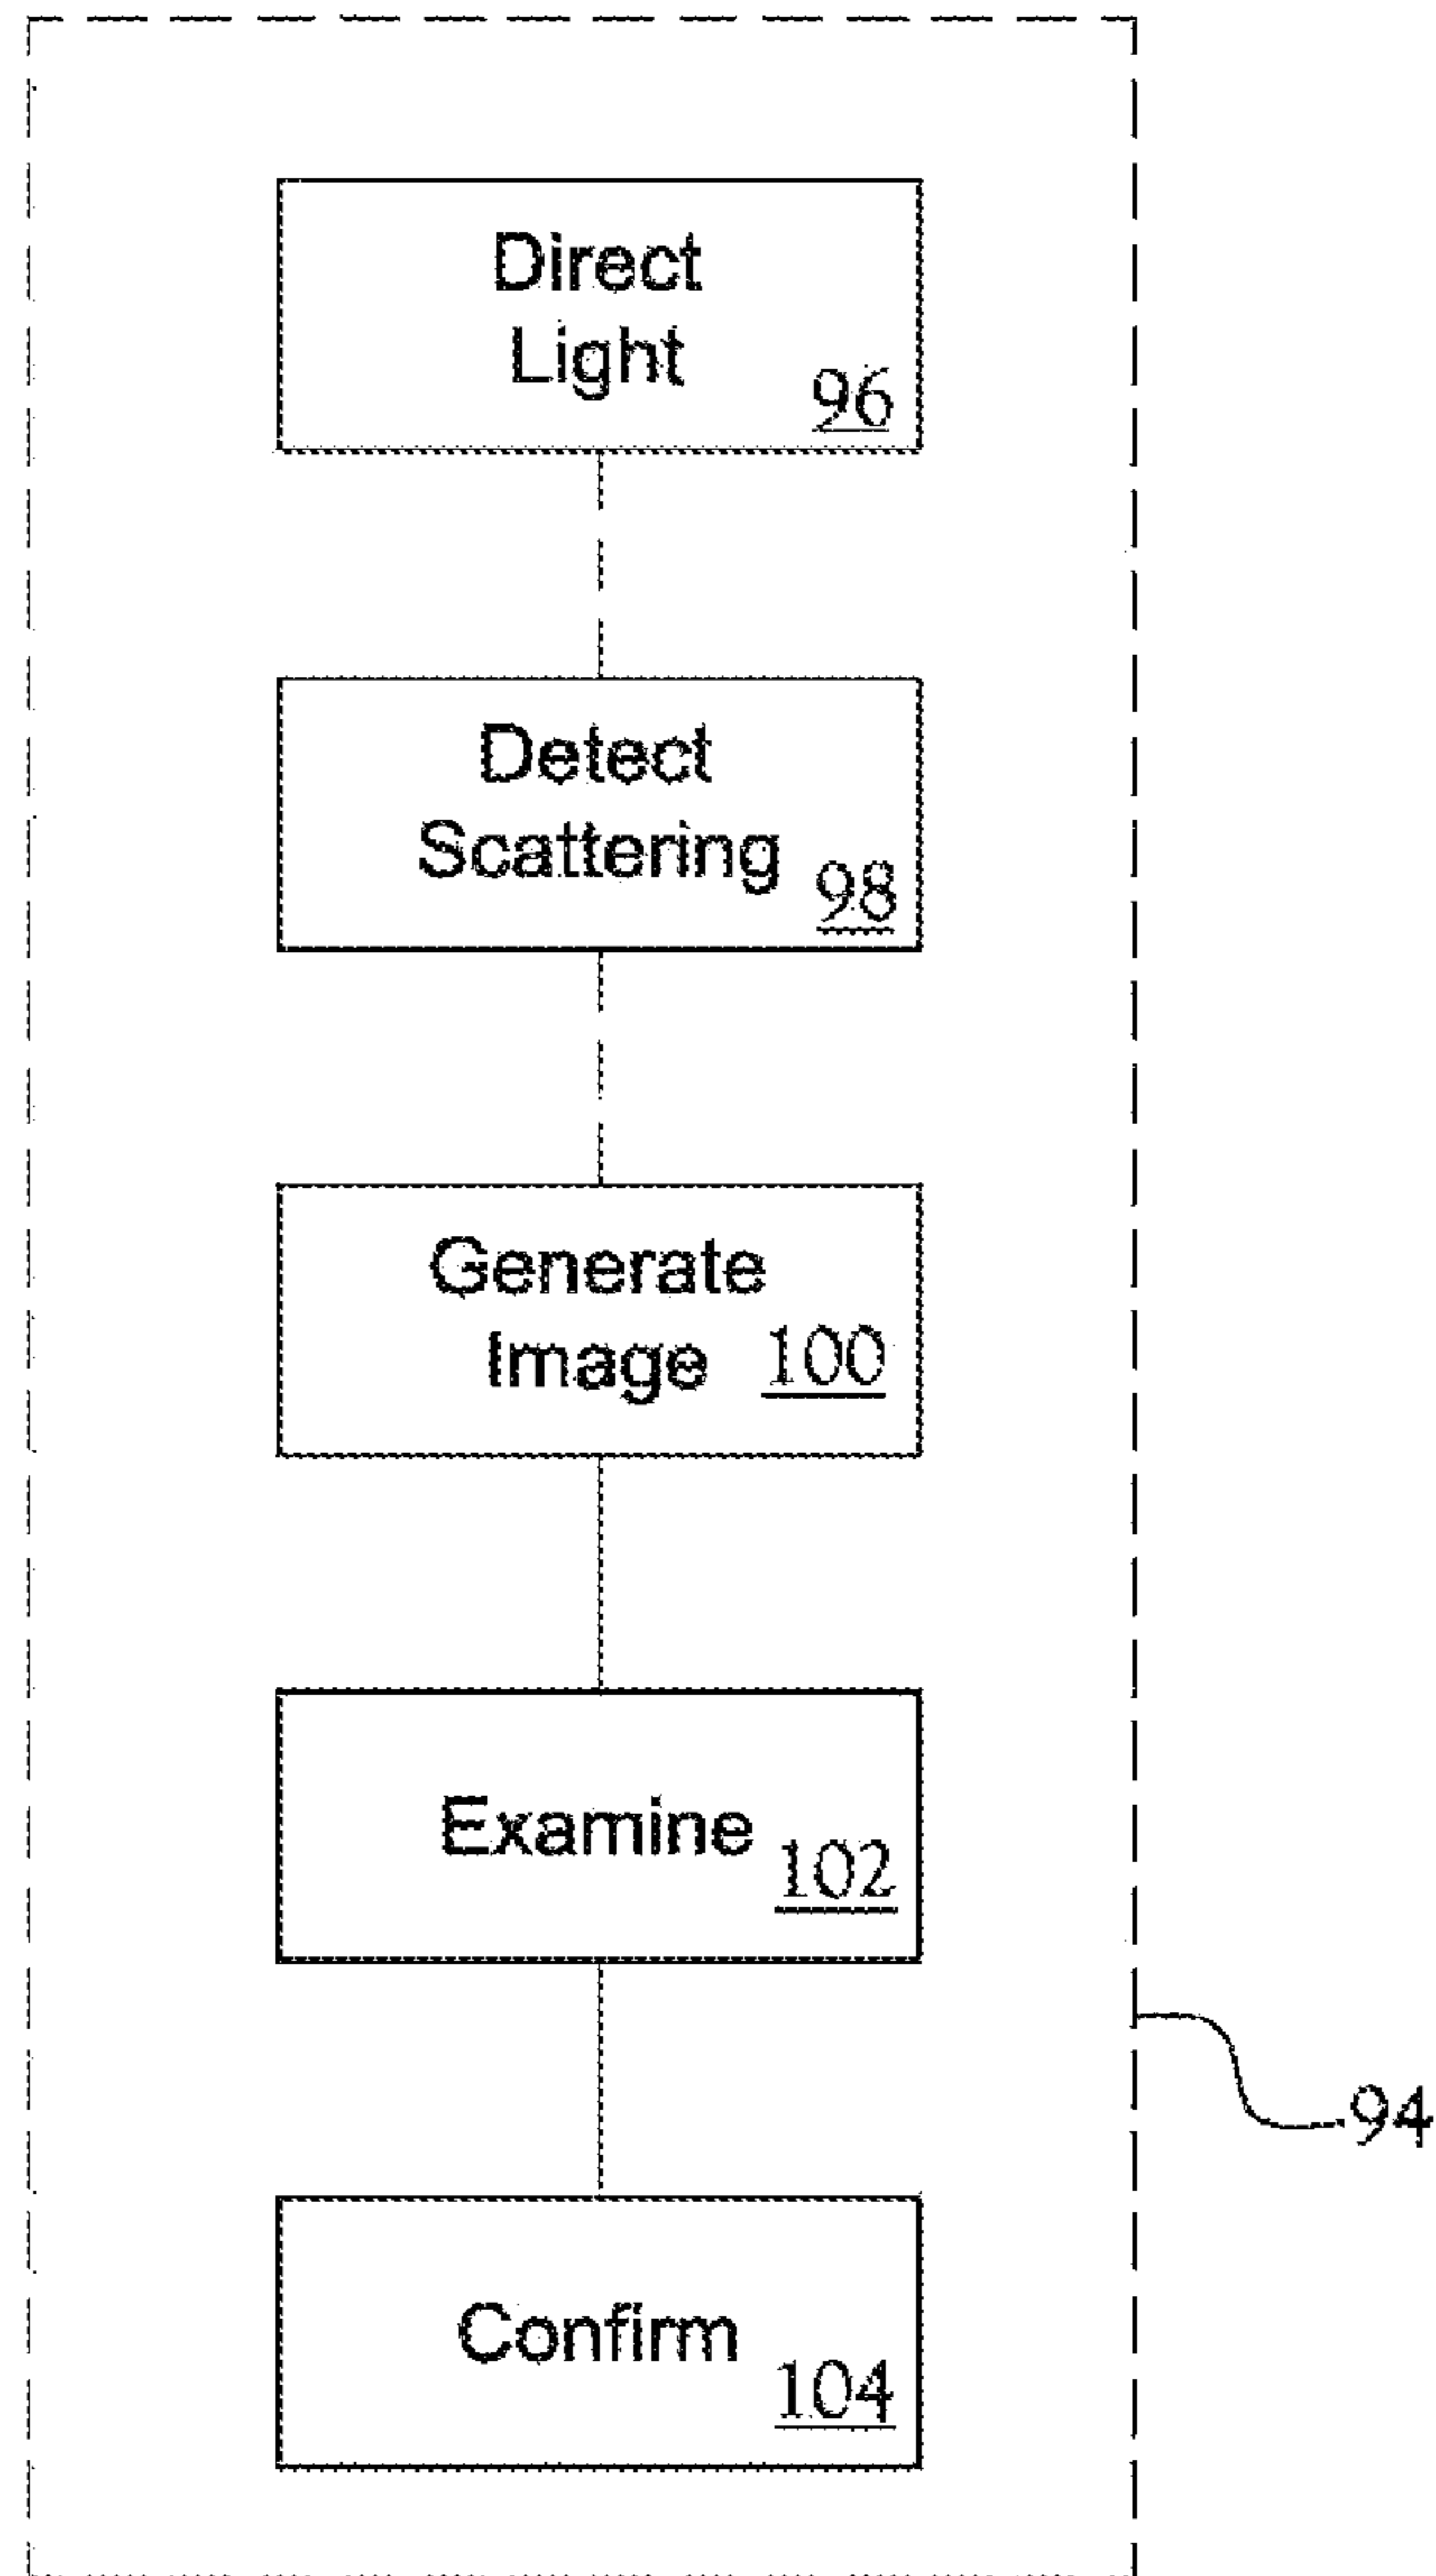 Direct
Light
96
Detect
Scattering
98
Generate
Image 100
Examine
102
94
Confirm
104